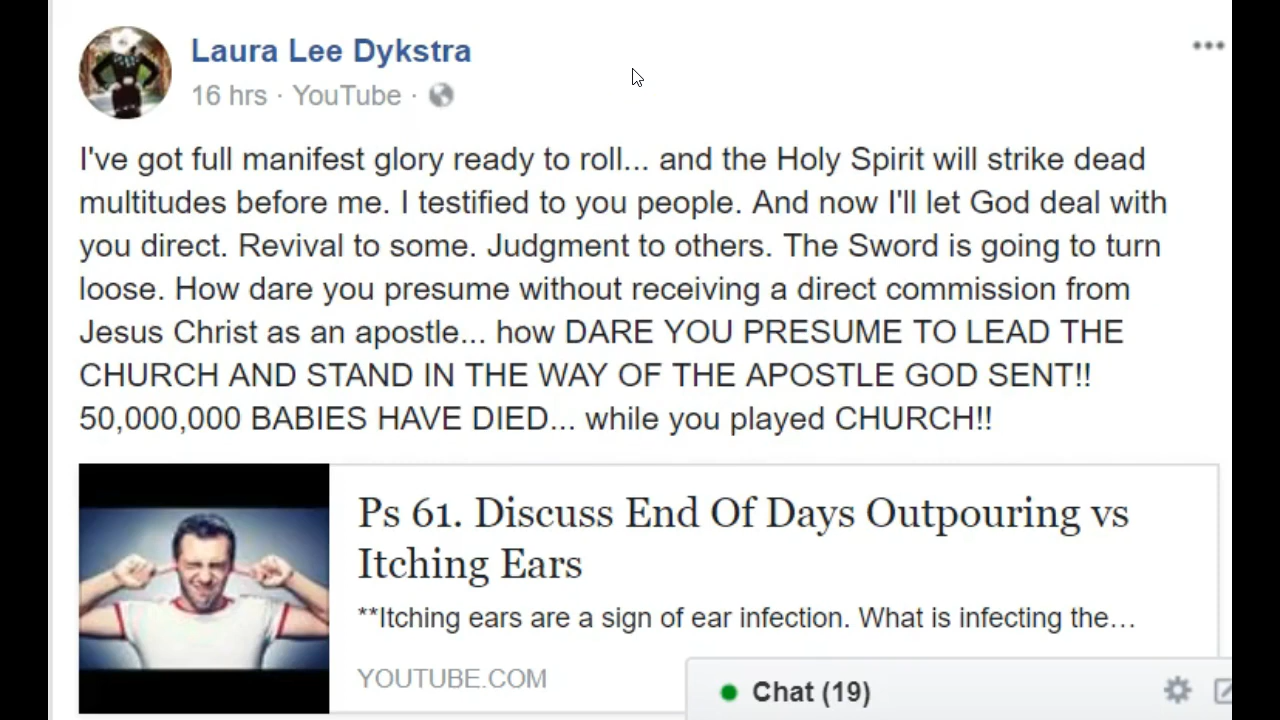 Laura Lee Dykstra
16 hrs · YouTube ·
I've got full manifest glory ready to roll... and the Holy Spirit will strike dead
multitudes before me. I testified to you people. And now I'll let God deal with
you direct. Revival to some. Judgment to others. The Sword is going to turn
loose. How dare you presume without receiving a direct commission from
Jesus Christ as an apostle... how DARE YOU PRESUME TO LEAD THE
CHURCH AND STAND IN THE WAY OF THE APOSTLE GOD SENT!!
50,000,000 BABIES HAVE DIED... while you played CHURCH!!
Ps 61. Discuss End Of Days Outpouring vs
Itching Ears
**Itching ears are a sign of ear infection. What is infecting the...
YOUTUBE.COM
Chat (19)